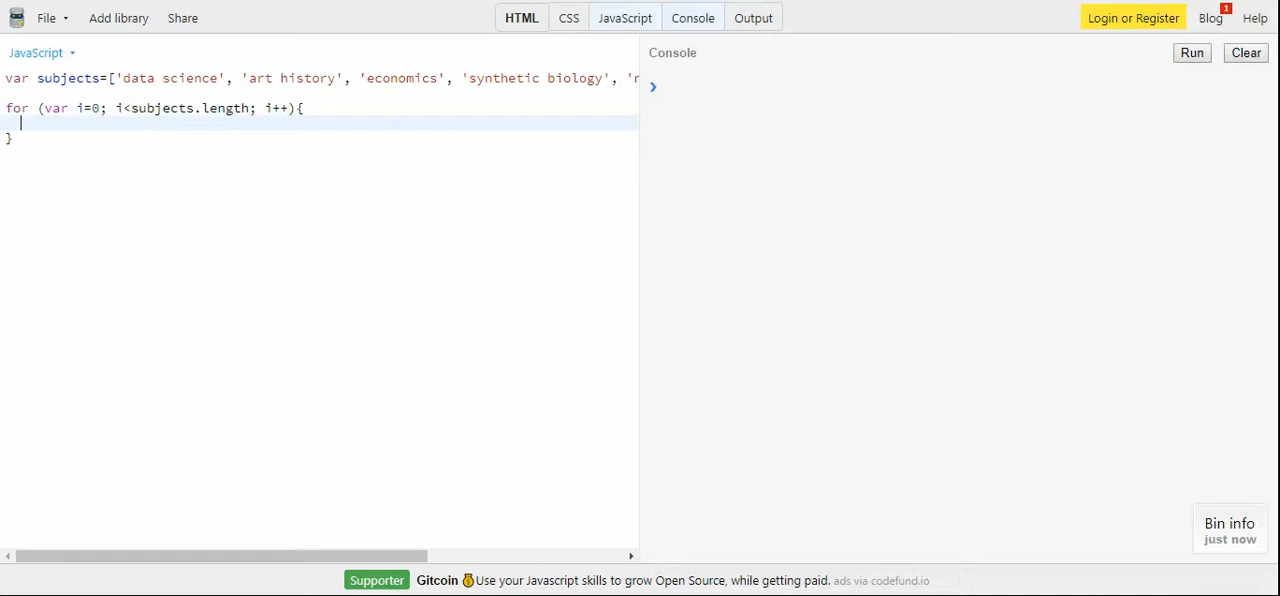 File ▾ Add library Share HTML CSS JavaScript Console Output Login or Register Blog 1 Help
JavaScript ▾
Console Run Clear
var subjects=['data science', 'art history', 'economics', 'synthetic biology', '
for (var i=0; i<subjects.length; i++){
}
Bin info
just now
Supporter Gitcoin 💰Use your Javascript skills to grow Open Source, while getting paid. ads via codefund.io